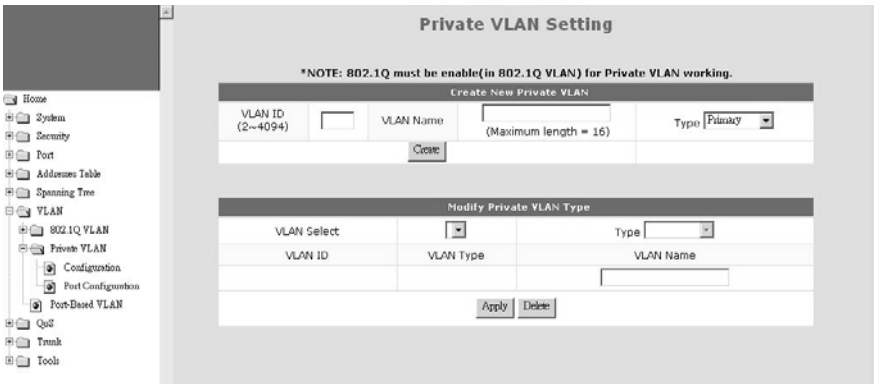 Home
System
Security
Port
Addresses Table
Spanning Tree
VLAN
802.1Q VLAN
Private VLAN
Configuration
Port Configuration
Port-Based VLAN
QoS
Trunk
Tools
Private VLAN Setting
*NOTE: 802.1Q must be enable(in 802.1Q VLAN) for Private VLAN working.
Create New Private VLAN
VLAN ID
(2~4094)
VLAN Name
(Maximum length = 16)
Type Primary
Create
Modify Private VLAN Type
VLAN Select
Type
VLAN ID VLAN Type VLAN Name
Apply Delete